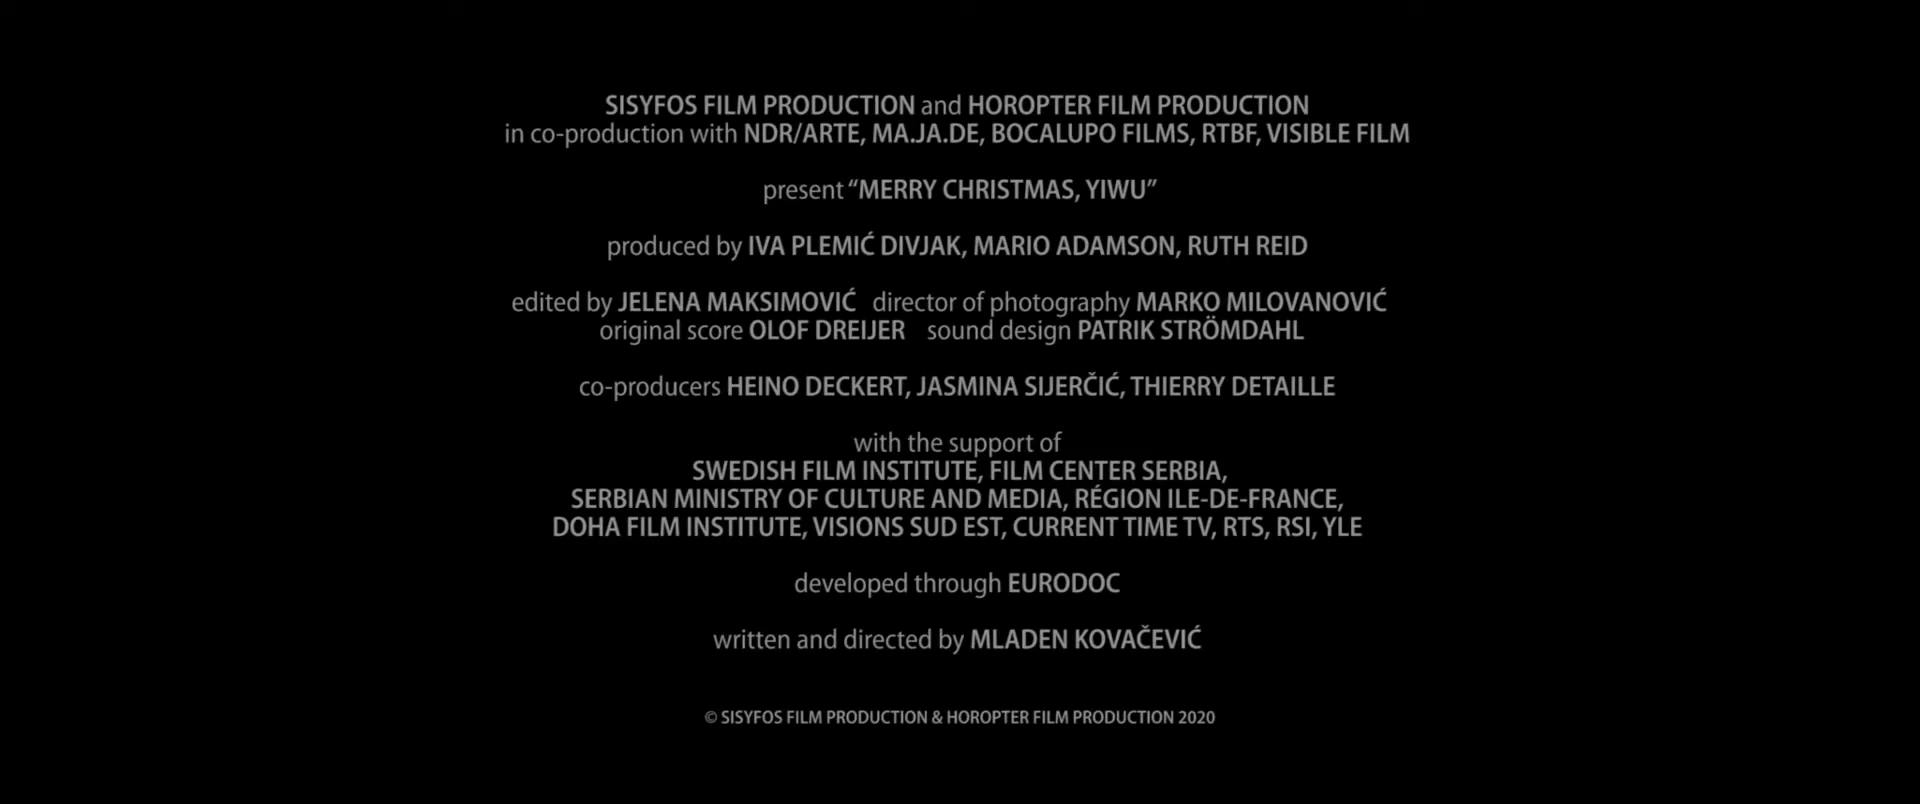 SISYFOS FILM PRODUCTION and HOROPTER FILM PRODUCTION
in co-production with NDR/ARTE, MA.JA.DE, BOCALUPO FILMS, RTBF, VISIBLE FILM
present “MERRY CHRISTMAS, YIWU”
produced by IVA PLEMIĆ DIVJAK, MARIO ADAMSON, RUTH REID
edited by JELENA MAKSIMOVIĆ director of photography MARKO MILOVANOVIĆ
original score OLOF DREIJER sound design PATRIK STRÖMDAHL
co-producers HEINO DECKERT, JASMINA SIJERČIĆ, THIERRY DETAILLE
with the support of
SWEDISH FILM INSTITUTE, FILM CENTER SERBIA,
SERBIAN MINISTRY OF CULTURE AND MEDIA, RÉGION ILE-DE-FRANCE,
DOHA FILM INSTITUTE, VISIONS SUD EST, CURRENT TIME TV, RTS, RSI, YLE
developed through EURODOC
written and directed by MLADEN KOVAČEVIĆ
© SISYFOS FILM PRODUCTION & HOROPTER FILM PRODUCTION 2020